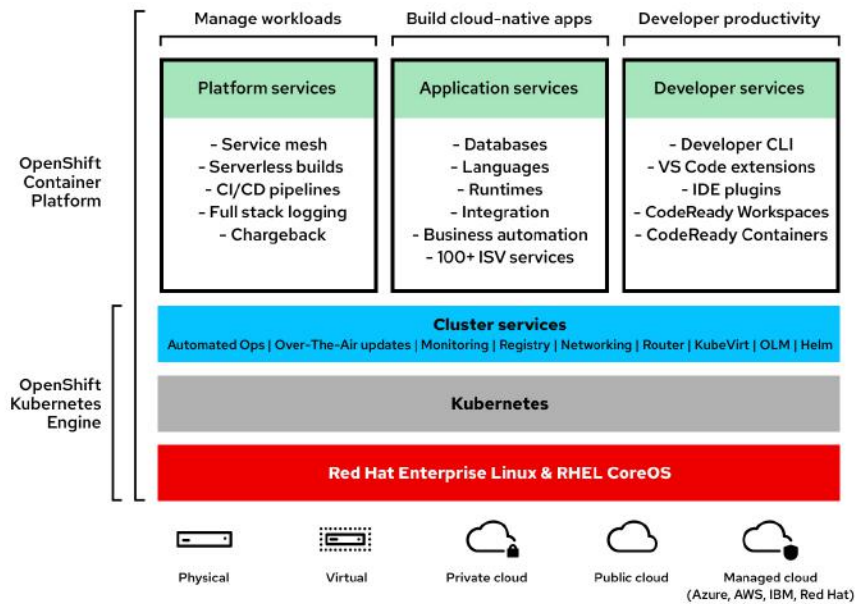 Manage workloads
Build cloud-native apps
Developer productivity
Platform services
Application services
Developer services
OpenShift
Container
Platform
- Service mesh
- Serverless builds
- CI/CD pipelines
- Full stack logging
- Chargeback
- Databases
- Languages
- Runtimes
- Integration
- Business automation
- 100+ ISV services
- Developer CLI
- VS Code extensions
- IDE plugins
- CodeReady Workspaces
- CodeReady Containers
OpenShift
Kubernetes
Engine
Cluster services
Automated Ops | Over-The-Air updates | Monitoring | Registry | Networking | Router | KubeVirt | OLM | Helm
Kubernetes
Red Hat Enterprise Linux & RHEL CoreOS
Physical
Virtual
Private cloud
Public cloud
Managed cloud
(Azure, AWS, IBM, Red Hat)